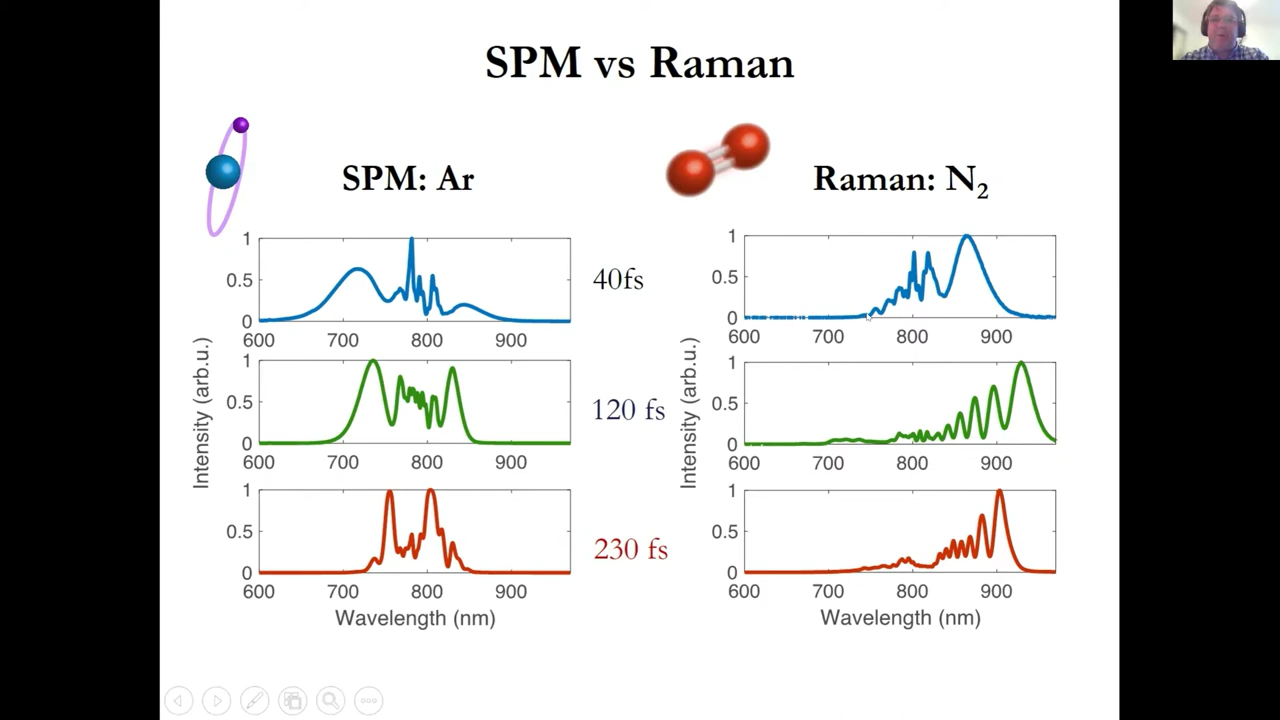 SPM vs Raman
SPM: Ar
Raman: N₂
Intensity (arb.u.)
1
0.5
0
600 700 800 900
40fs
1
0.5
0
600 700 800 900
1
0.5
0
600 700 800 900
120 fs
Intensity (arb.u.)
1
0.5
0
600 700 800 900
1
0.5
0
600 700 800 900
Wavelength (nm)
230 fs
1
0.5
0
600 700 800 900
Wavelength (nm)